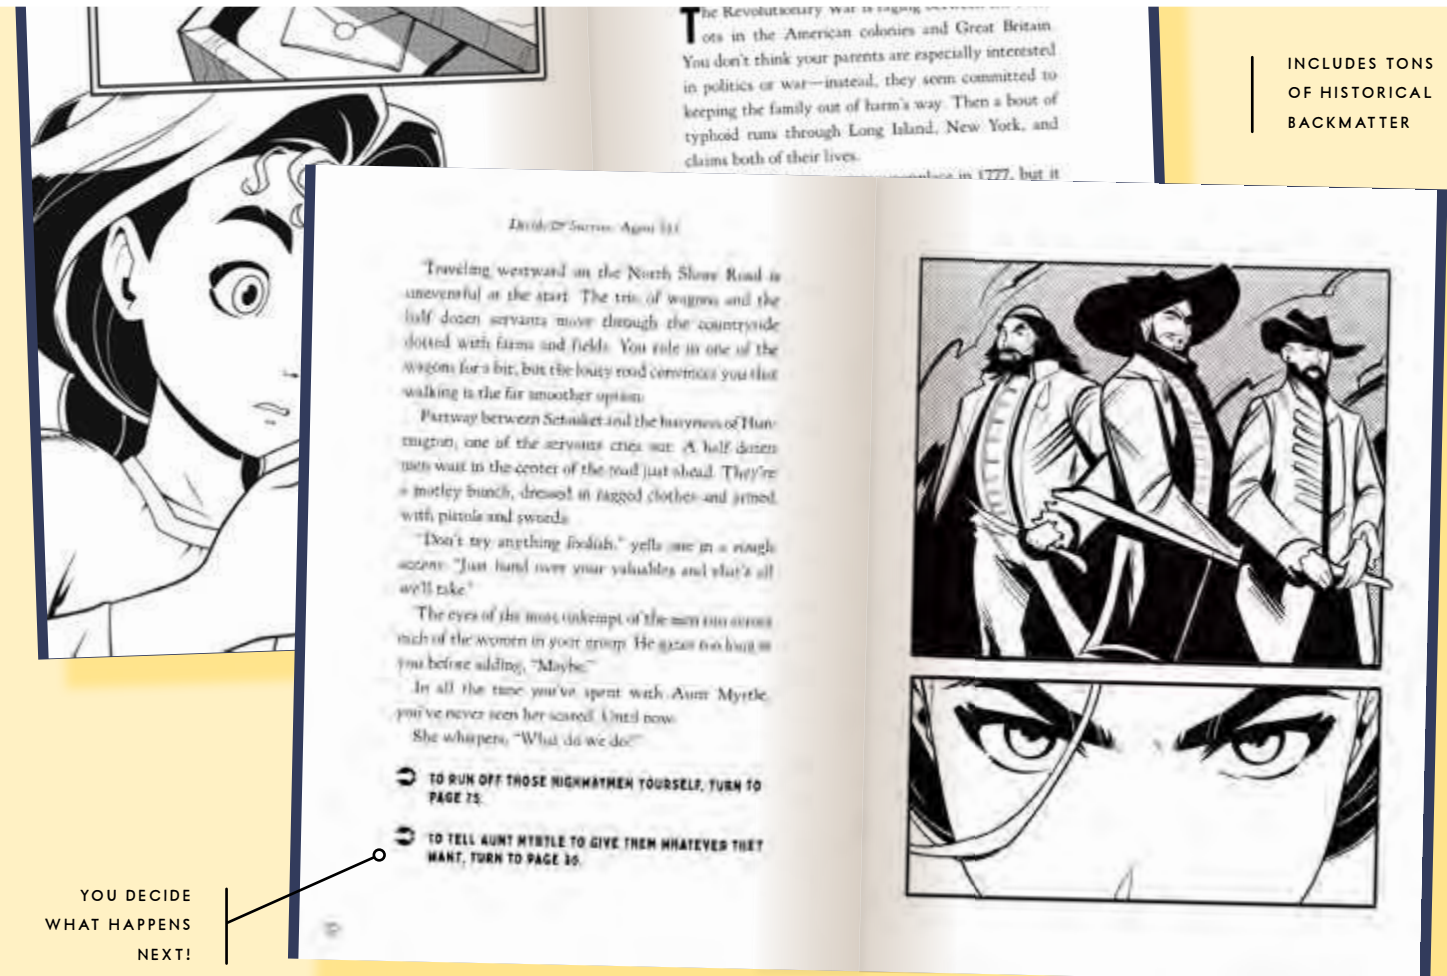 The Revolutionary War is raging between
ots in the American colonies and Great Britain.
You don't think your parents are especially interested
in politics or war—instead, they seem committed to
keeping the family out of harm's way. Then a bout of
typhoid runs through Long Island, New York, and
claims both of their lives.
in 1777, but it
INCLUDES TONS
OF HISTORICAL
BACKMATTER
Decide & Survive: Agent 355
Traveling westward on the North Shore Road is
uneventful at the start. The trio of wagons and the
half dozen servants move through the countryside
dotted with farms and fields. You ride in one of the
wagons for a bit, but the lousy road convinces you that
walking is the far smoother option.
Partway between Setauket and the busyness of Hun-
tington, one of the servants cries out. A half dozen
men wait in the center of the road just ahead. They're
a motley bunch, dressed in ragged clothes and armed
with pistols and swords.
"Don't try anything foolish," yells one in a rough
accent. "Just hand over your valuables and that's all
we'll take."
The eyes of the most unkempt of the men run across
each of the women in your group. He gazes too long at
you before adding, "Maybe."
In all the time you've spent with Aunt Myrtle,
you've never seen her scared. Until now.
She whispers, "What do we do?"
TO RUN OFF THOSE HIGHWAYMEN YOURSELF, TURN TO
PAGE 75.
TO TELL AUNT MYRTLE TO GIVE THEM WHATEVER THEY
WANT, TURN TO PAGE 36.
YOU DECIDE
WHAT HAPPENS
NEXT!